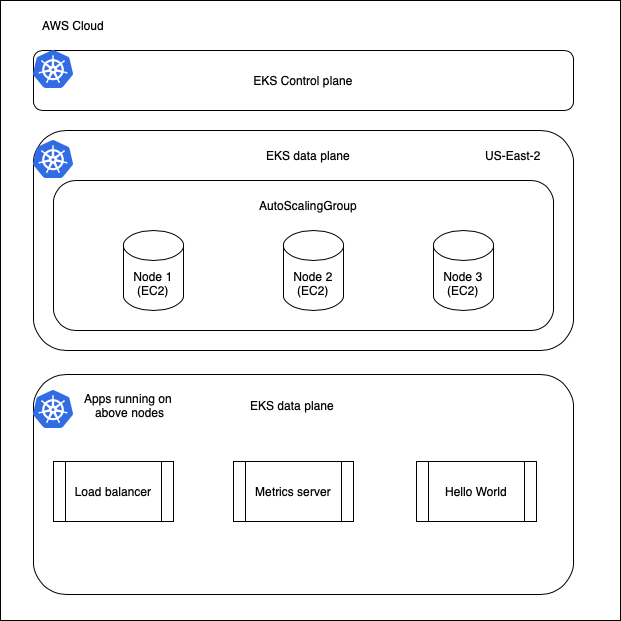 AWS Cloud
EKS Control plane
EKS data plane
US-East-2
AutoScalingGroup
Node 1
(EC2)
Node 2
(EC2)
Node 3
(EC2)
Apps running on
above nodes
EKS data plane
Load balancer
Metrics server
Hello World